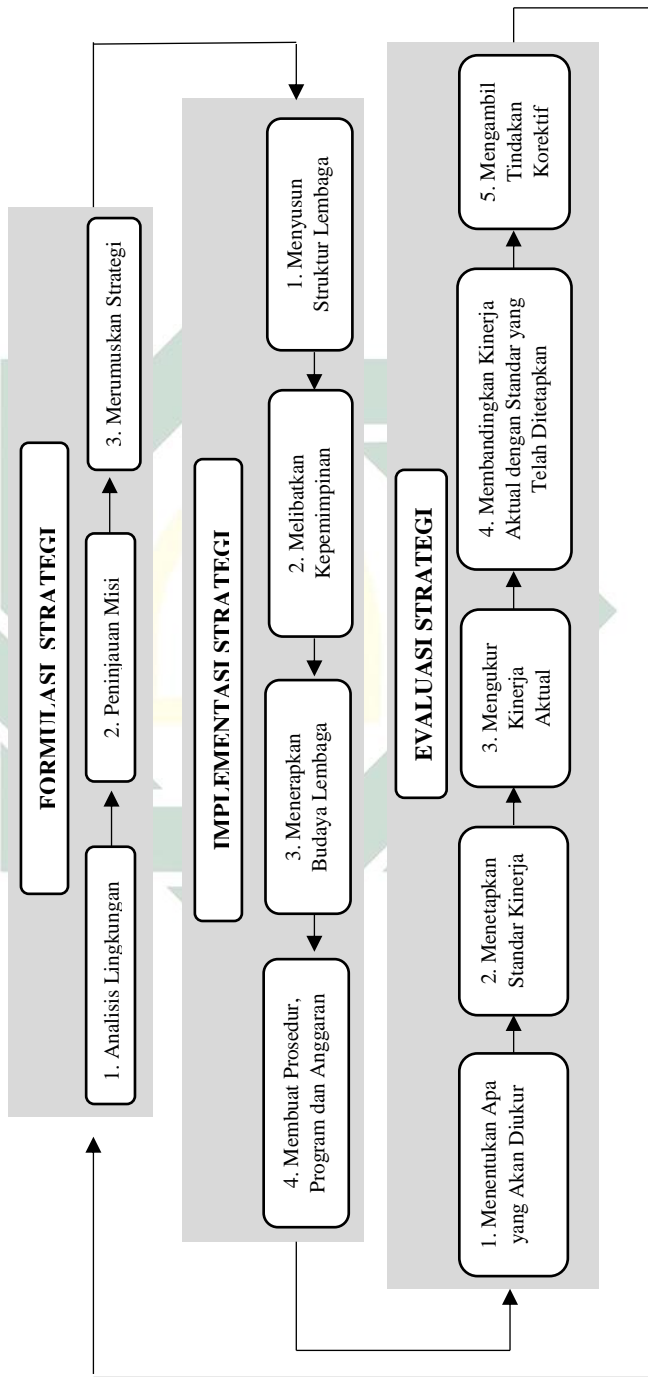 FORMULASI STRATEGI
1. Analisis Lingkungan
2. Peninjauan Misi
3. Merumuskan Strategi
IMPLEMENTASI STRATEGI
1. Menyusun
Struktur Lembaga
2. Melibatkan
Kepemimpinan
3. Menerapkan
Budaya Lembaga
4. Membuat Prosedur,
Program dan Anggaran
EVALUASI STRATEGI
1. Menentukan Apa
yang Akan Diukur
2. Menetapkan
Standar Kinerja
3. Mengukur
Kinerja
Aktual
4. Membandingkan Kinerja
Aktual dengan Standar yang
Telah Ditetapkan
5. Mengambil
Tindakan
Korektif